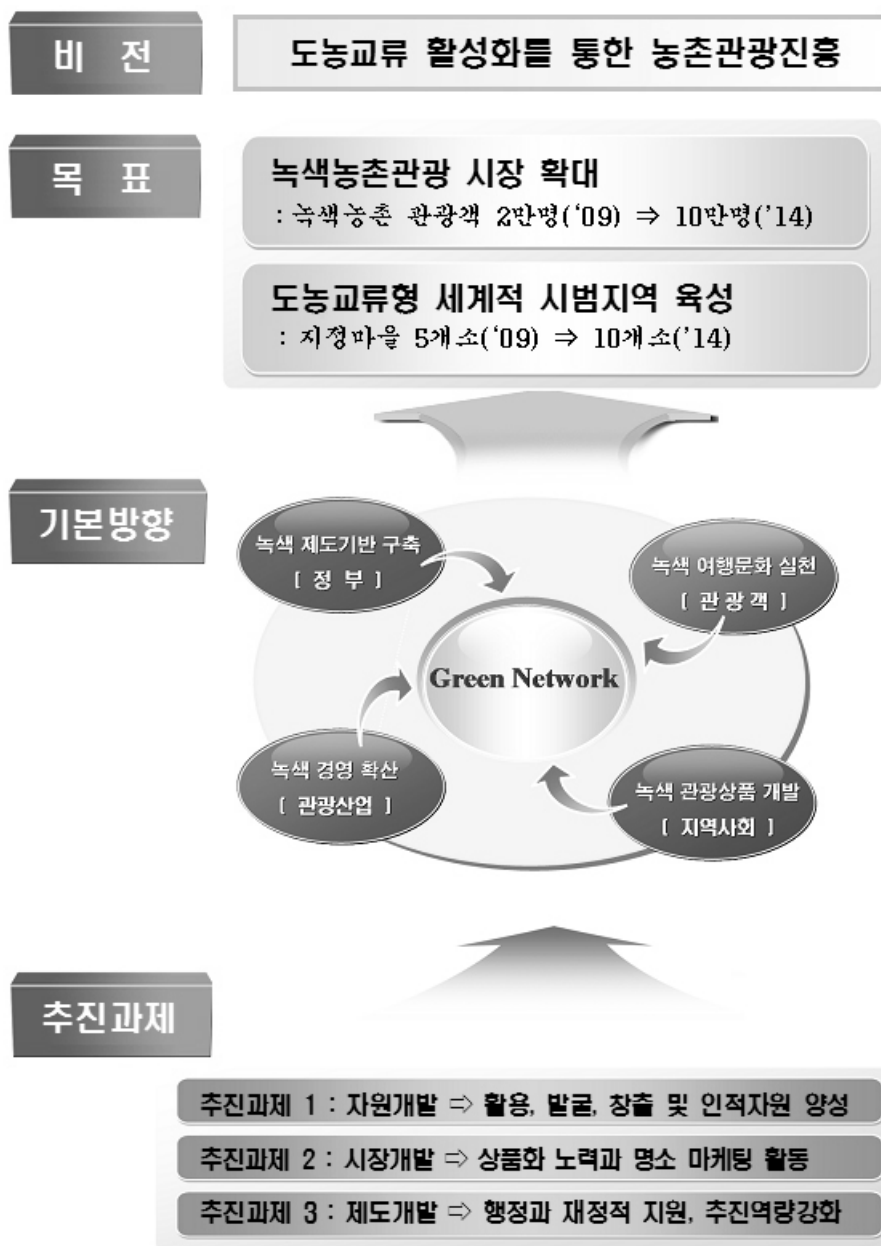 비 전
도농교류 활성화를 통한 농촌관광진흥
목 표
녹색농촌관광 시장 확대
: 녹색농촌 관광객 2만명(‘09) ⇒ 10만명(’14)
도농교류형 세계적 시범지역 육성
: 지정마을 5개소(‘09) ⇒ 10개소(’14)
기본방향
녹색 제도기반 구축
[ 정 부 ]
녹색 여행문화 실천
[ 관 광 객 ]
Green Network
녹색 경영 확산
[ 관광산업 ]
녹색 관광상품 개발
[ 지역사회 ]
추진과제
추진과제 1 : 자원개발 ⇨ 활용, 발굴, 창출 및 인적자원 양성
추진과제 2 : 시장개발 ⇨ 상품화 노력과 명소 마케팅 활동
추진과제 3 : 제도개발 ⇨ 행정과 재정적 지원, 추진역량강화